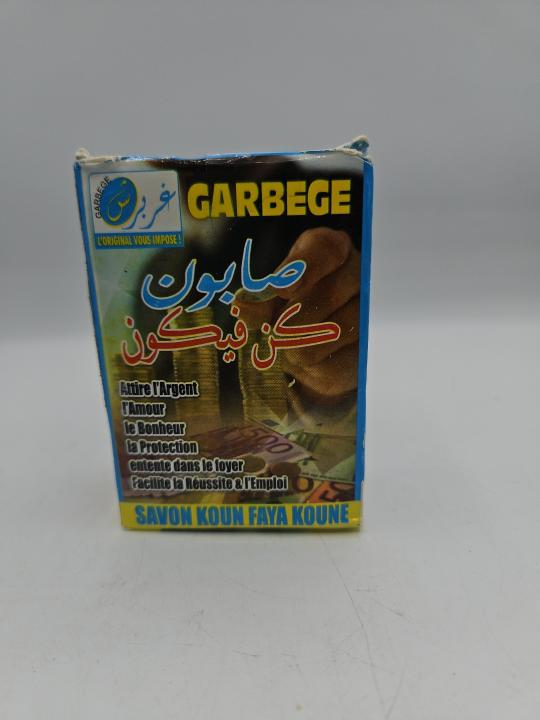 GARBEGE
غربج
L'ORIGINAL VOUS IMPOSE !
GARBEGE
صابون
كن فيكون
Attire l'Argent
l'Amour
le Bonheur
la Protection
entente dans le foyer
Facilite la Réussite & l'Emploi
SAVON KOUN FAYA KOUNE